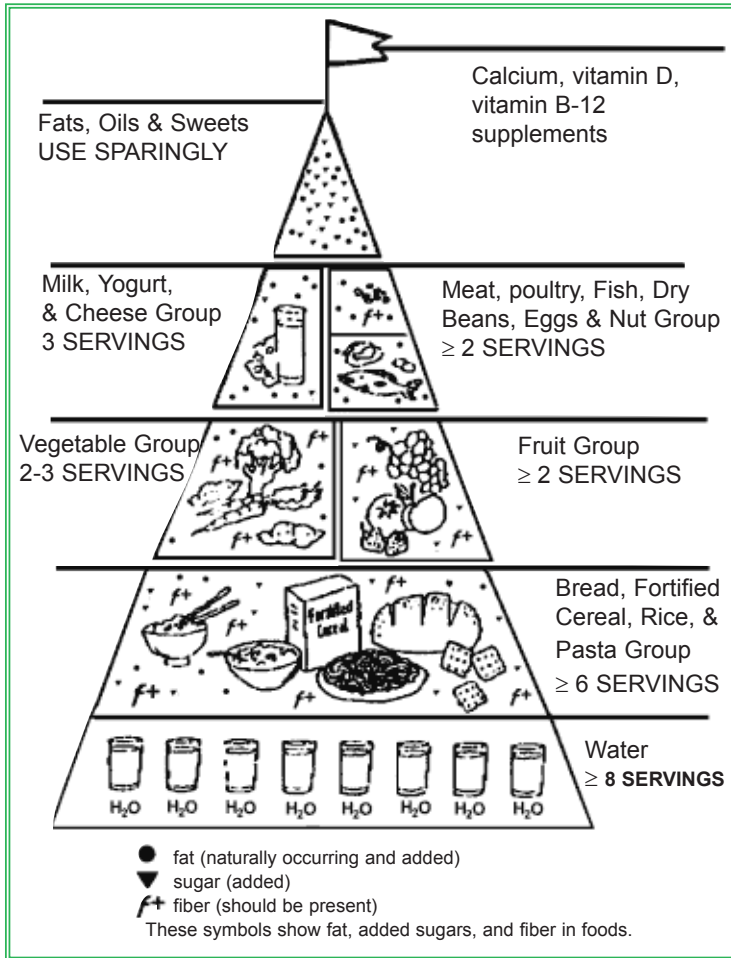 Calcium, vitamin D,
vitamin B-12
supplements
Fats, Oils & Sweets
USE SPARINGLY
Milk, Yogurt,
& Cheese Group
3 SERVINGS
Meat, poultry, Fish, Dry
Beans, Eggs & Nut Group
≥ 2 SERVINGS
f+
Vegetable Group
2-3 SERVINGS
f+
f+
f+
Fruit Group
≥ 2 SERVINGS
f+
f+
Bread, Fortified
Cereal, Rice, &
Pasta Group
≥ 6 SERVINGS
f+
f+
f+
f+
f+
f+
Fortified
Cereal
Water
≥ 8 SERVINGS
H₂O H₂O H₂O H₂O H₂O H₂O H₂O H₂O
fat (naturally occurring and added)
sugar (added)
f+ fiber (should be present)
These symbols show fat, added sugars, and fiber in foods.